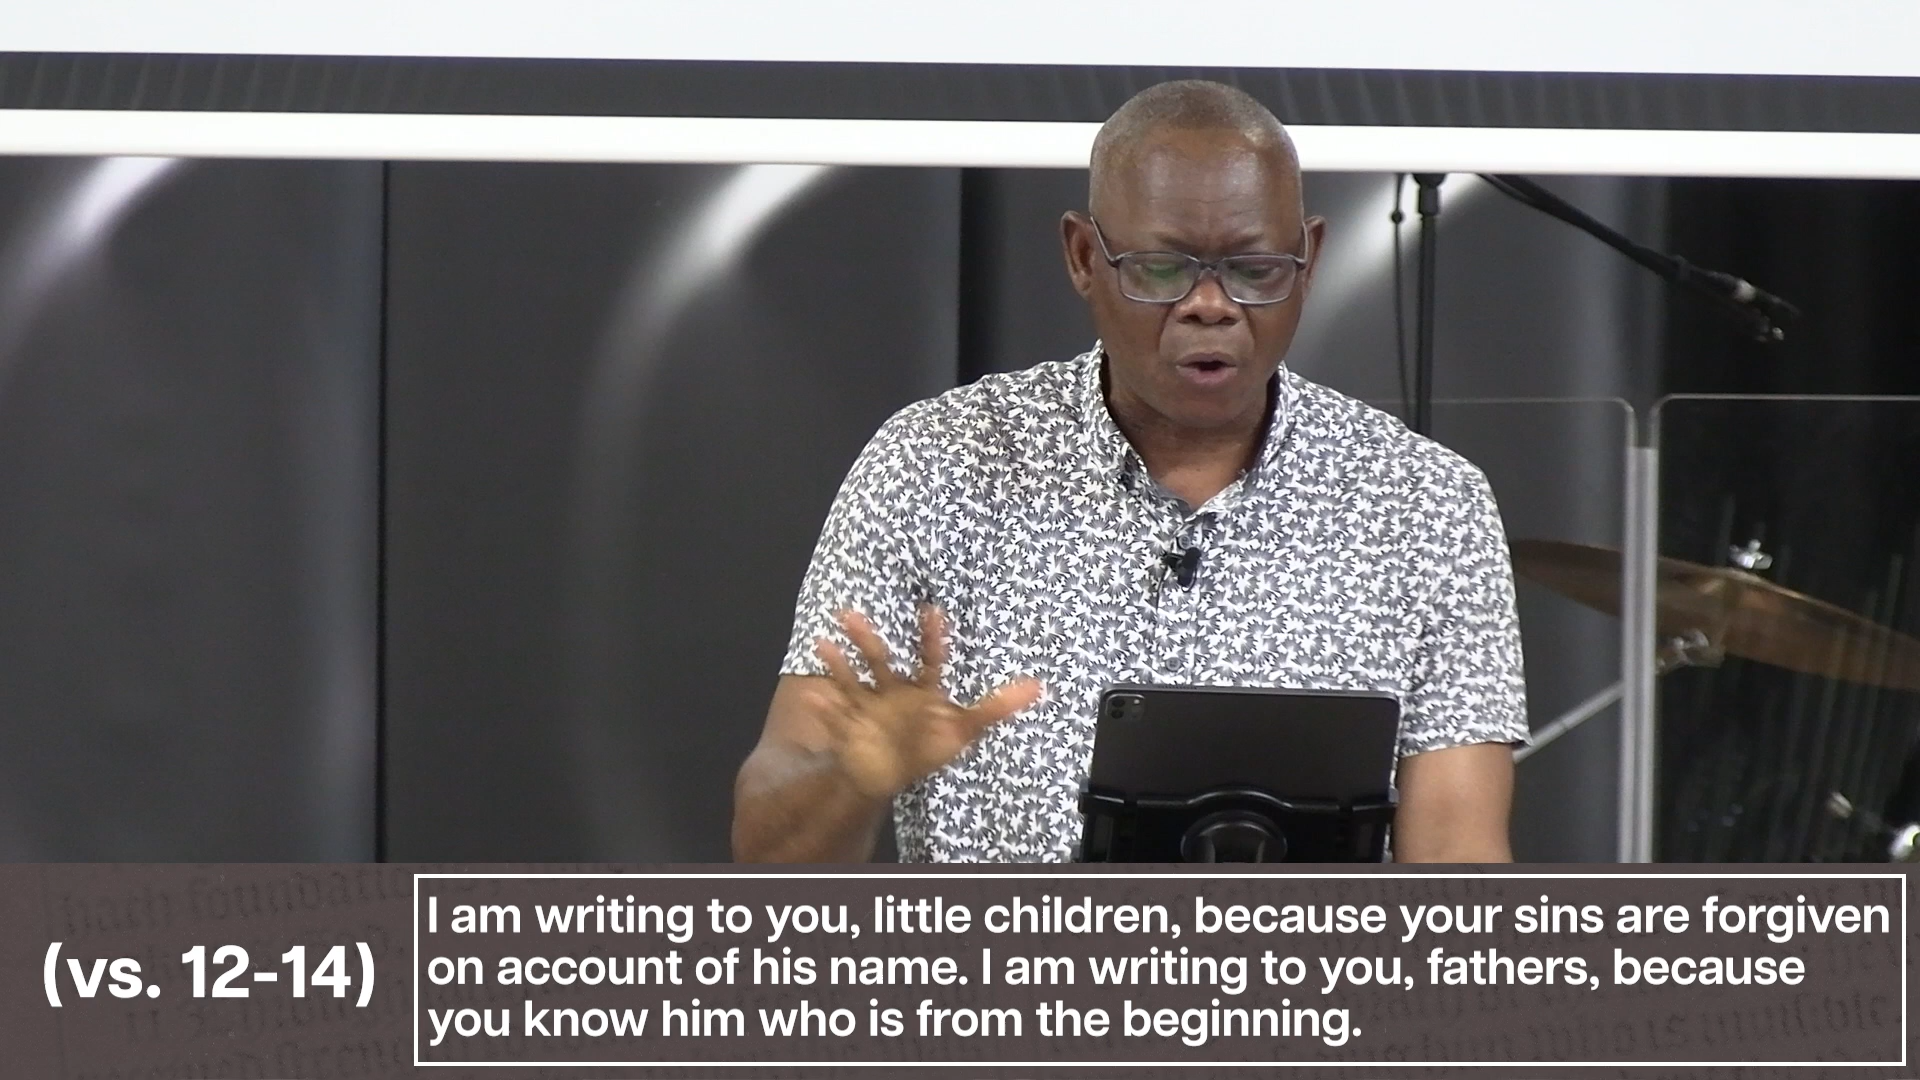 (vs. 12-14)
I am writing to you, little children, because your sins are forgiven
on account of his name. I am writing to you, fathers, because
you know him who is from the beginning.